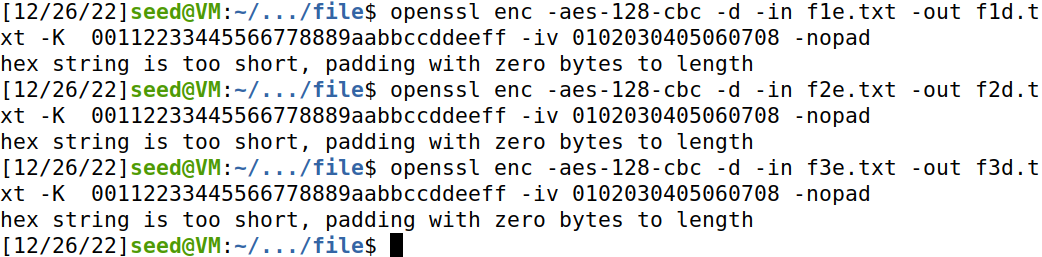 [12/26/22]seed@VM:~/.../file$ openssl enc -aes-128-cbc -d -in f1e.txt -out f1d.t
xt -K  00112233445566778889aabbccddeeff -iv 0102030405060708 -nopad
hex string is too short, padding with zero bytes to length
[12/26/22]seed@VM:~/.../file$ openssl enc -aes-128-cbc -d -in f2e.txt -out f2d.t
xt -K  00112233445566778889aabbccddeeff -iv 0102030405060708 -nopad
hex string is too short, padding with zero bytes to length
[12/26/22]seed@VM:~/.../file$ openssl enc -aes-128-cbc -d -in f3e.txt -out f3d.t
xt -K  00112233445566778889aabbccddeeff -iv 0102030405060708 -nopad
hex string is too short, padding with zero bytes to length
[12/26/22]seed@VM:~/.../file$